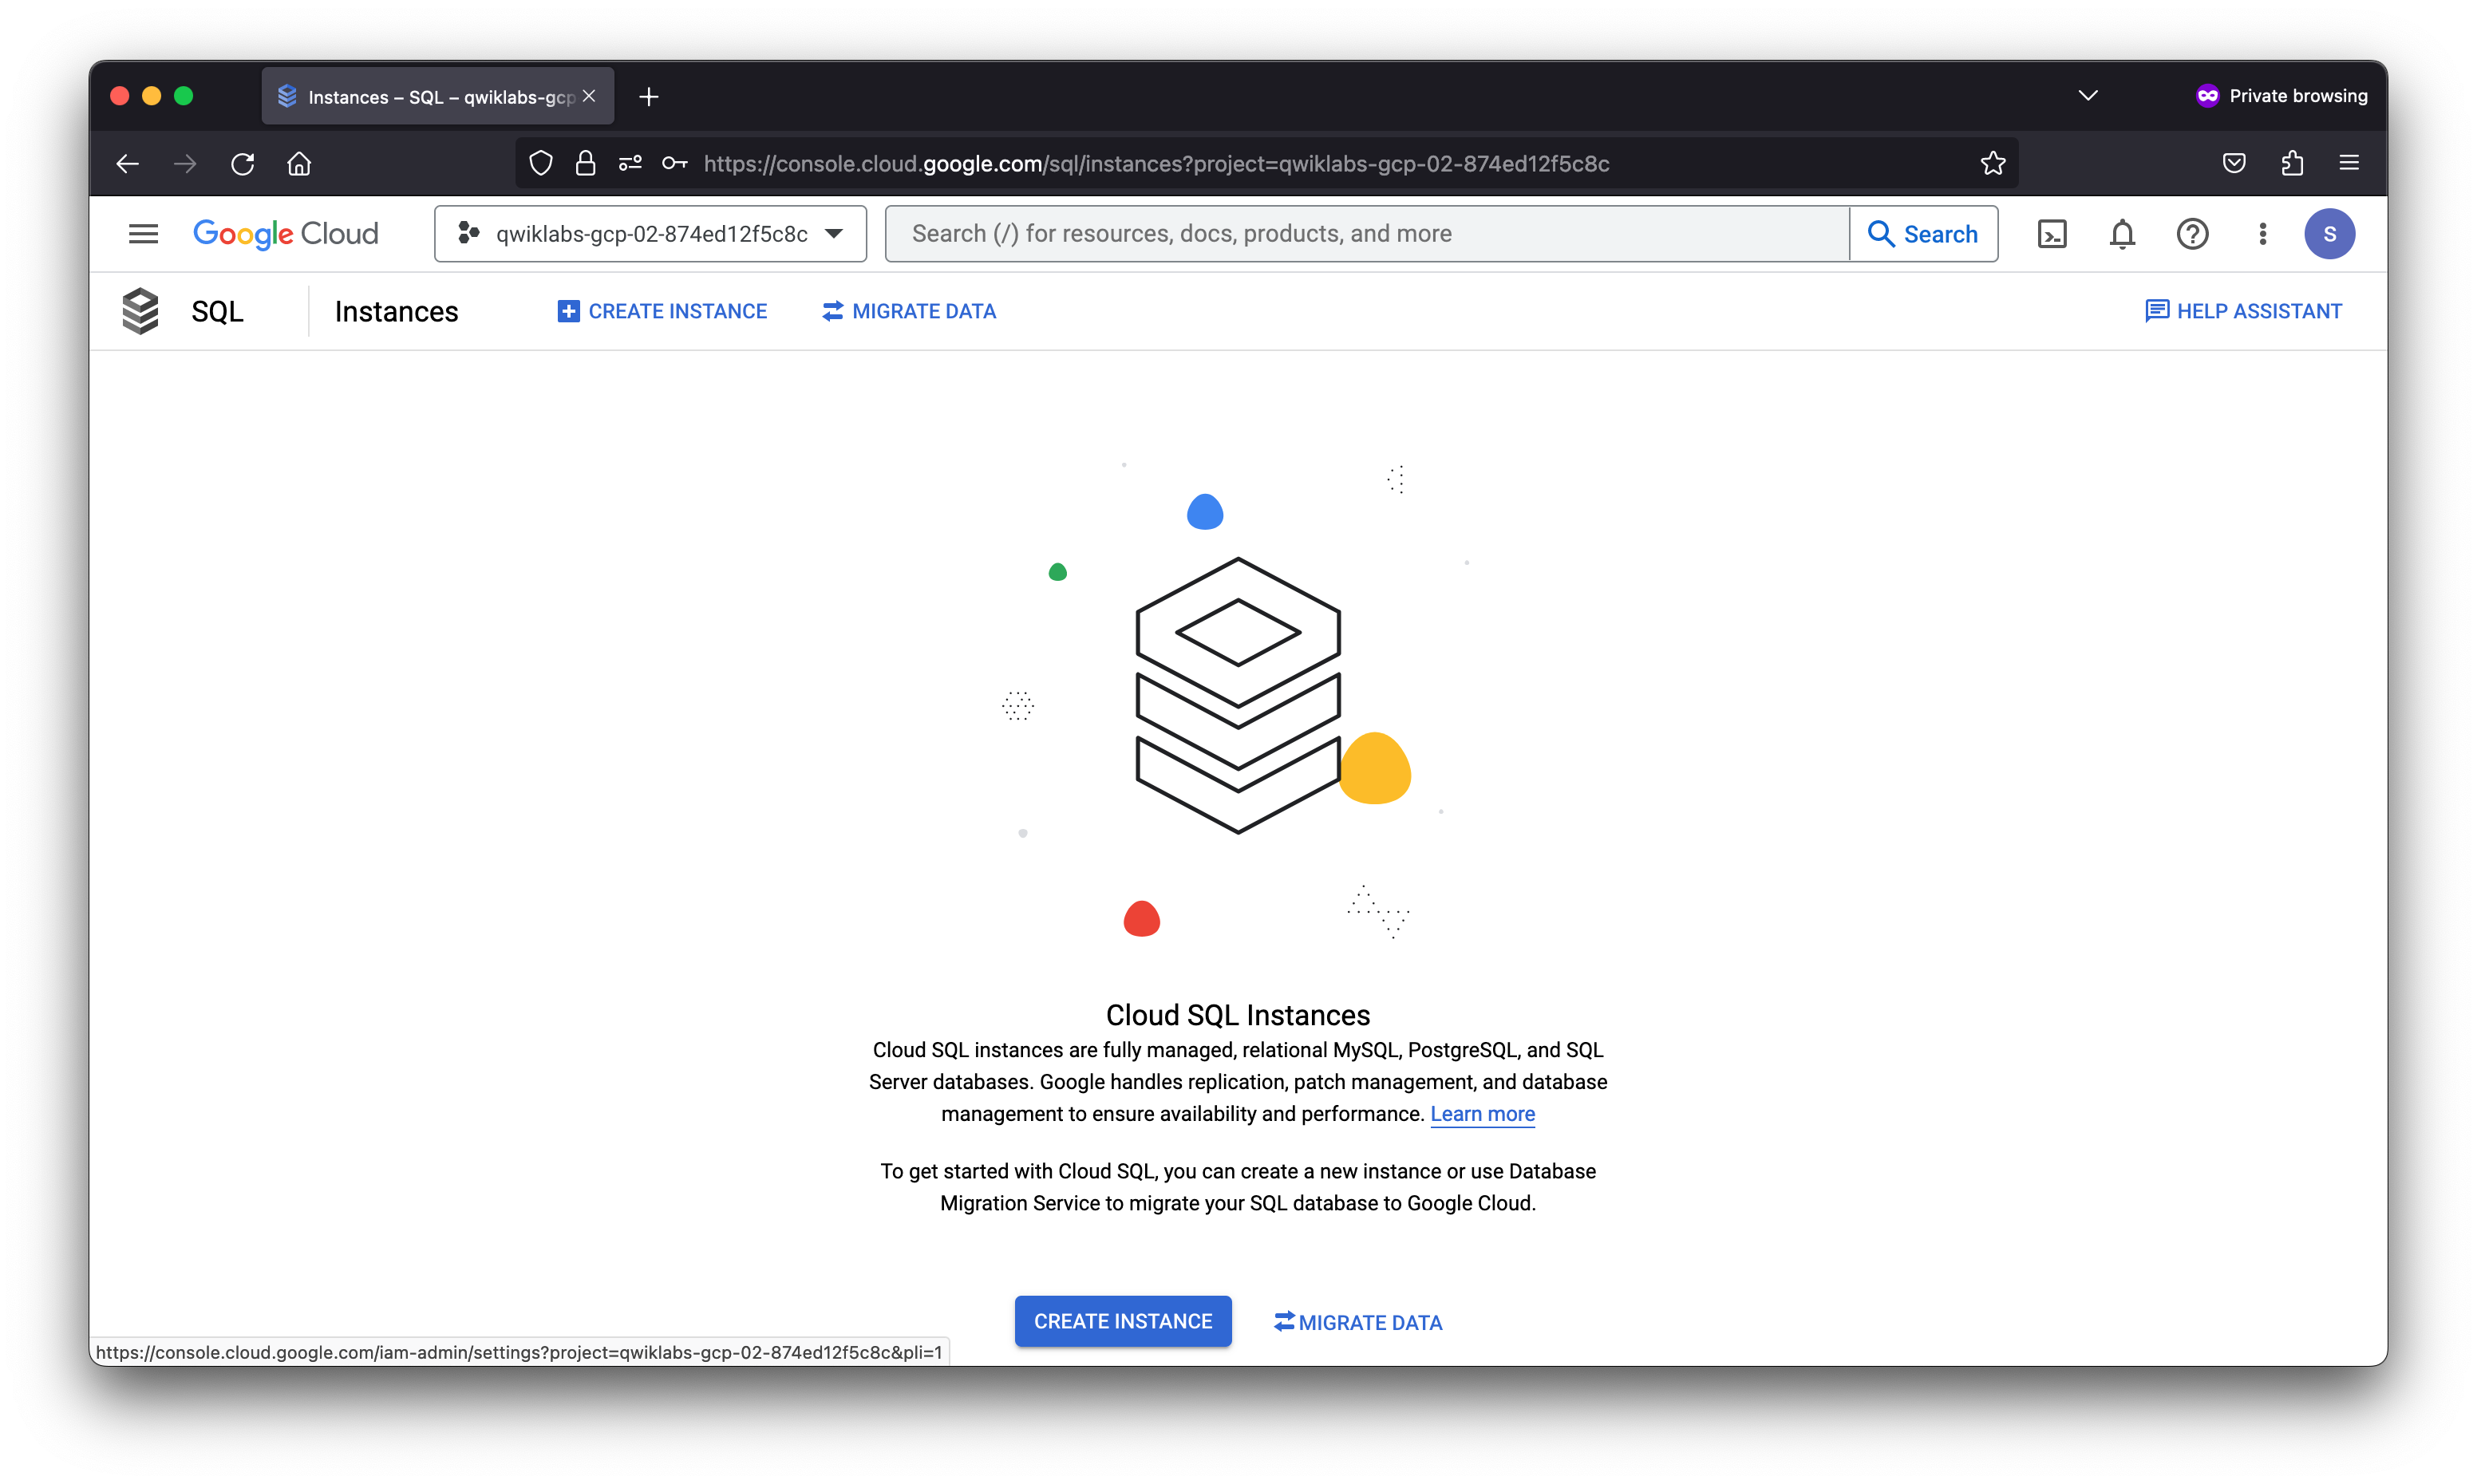 Instances – SQL – qwiklabs-gcp
Private browsing
https://console.cloud.google.com/sql/instances?project=qwiklabs-gcp-02-874ed12f5c8c
Google Cloud
qwiklabs-gcp-02-874ed12f5c8c
Search (/) for resources, docs, products, and more
Search
S
SQL
Instances
CREATE INSTANCE
MIGRATE DATA
HELP ASSISTANT
Cloud SQL Instances
Cloud SQL instances are fully managed, relational MySQL, PostgreSQL, and SQL
Server databases. Google handles replication, patch management, and database
management to ensure availability and performance. Learn more
To get started with Cloud SQL, you can create a new instance or use Database
Migration Service to migrate your SQL database to Google Cloud.
CREATE INSTANCE
MIGRATE DATA
https://console.cloud.google.com/iam-admin/settings?project=qwiklabs-gcp-02-874ed12f5c8c&pli=1